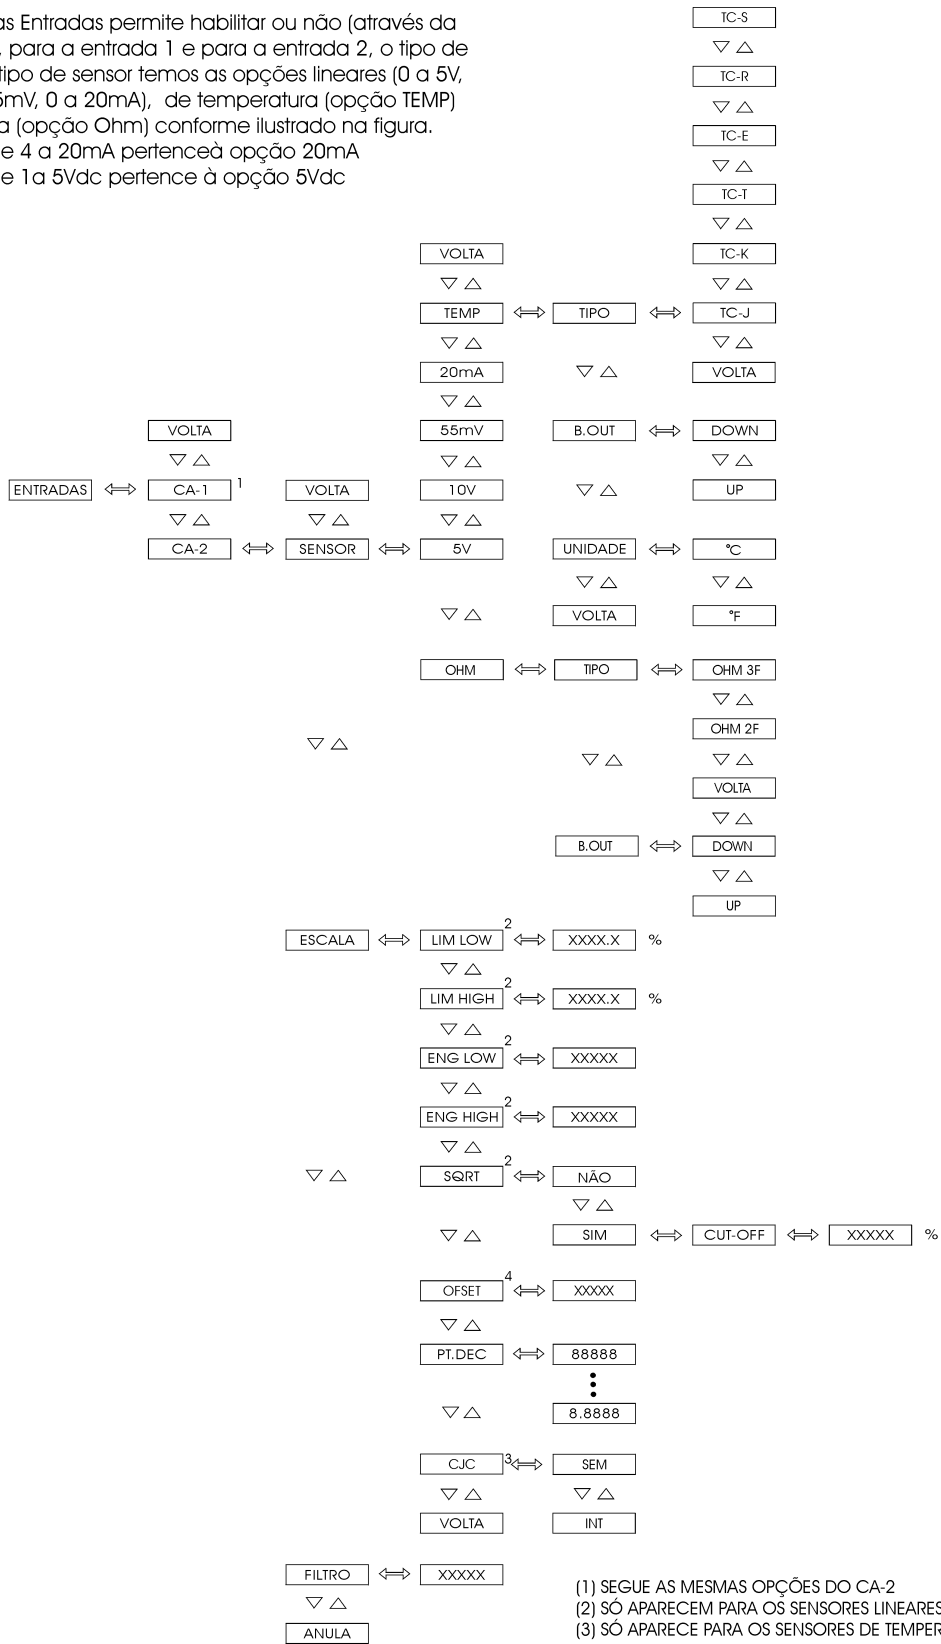 as Entradas permite habilitar ou não (através da
, para a entrada 1 e para a entrada 2, o tipo de
tipo de sensor temos as opções lineares (0 a 5V,
5mV, 0 a 20mA), de temperatura (opção TEMP)
a (opção Ohm) conforme ilustrado na figura.
e 4 a 20mA pertenceà opção 20mA
e 1a 5Vdc pertence à opção 5Vdc
TC-S
TC-R
TC-E
TC-T
VOLTA TC-K
TEMP TIPO TC-J
20mA VOLTA
VOLTA 55mV B.OUT DOWN
ENTRADAS CA-1 1 VOLTA 10V UP
CA-2 SENSOR 5V UNIDADE °C
VOLTA °F
OHM TIPO OHM 3F
OHM 2F
VOLTA
B.OUT DOWN
UP
ESCALA LIM LOW 2 XXXX.X %
LIM HIGH 2 XXXX.X %
ENG LOW 2 XXXXX
ENG HIGH 2 XXXXX
SQRT 2 NÃO
SIM CUT-OFF XXXXX %
OFSET 4 XXXXX
PT.DEC 88888
8.8888
CJC 3 SEM
VOLTA INT
FILTRO XXXXX
ANULA
(1) SEGUE AS MESMAS OPÇÕES DO CA-2
(2) SÓ APARECEM PARA OS SENSORES LINEARES
(3) SÓ APARECE PARA OS SENSORES DE TEMPER